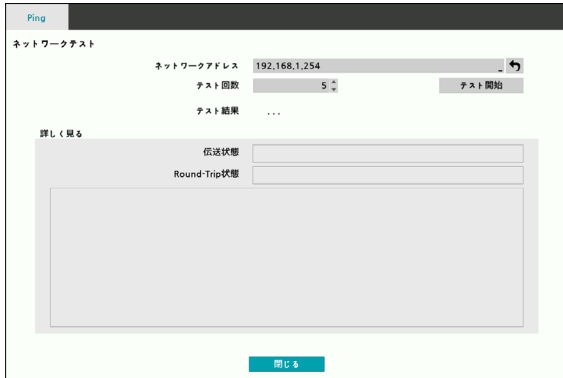 Ping
ネットワークテスト
ネットワークアドレス 192.168.1.254
テスト回数 5 テスト開始
テスト結果 ...
詳しく見る
伝送状態
Round-Trip状態
閉じる